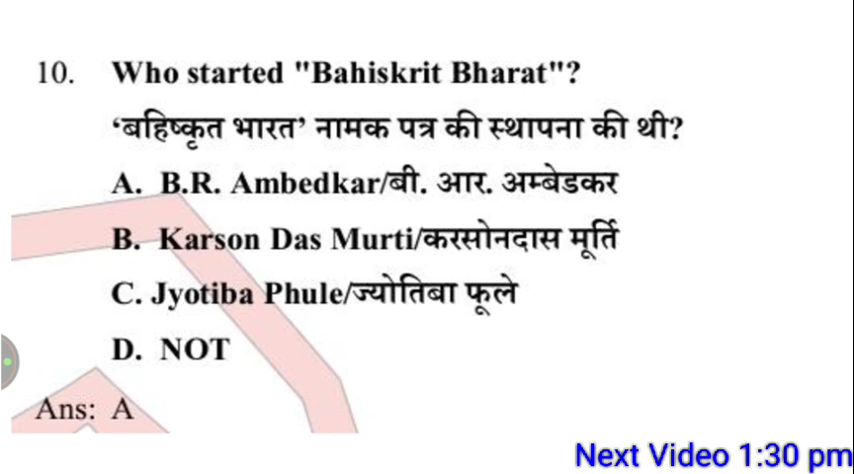 10. Who started "Bahiskrit Bharat"?
‘बहिष्कृत भारत’ नामक पत्र की स्थापना की थी?
A. B.R. Ambedkar/बी. आर. अम्बेडकर
B. Karson Das Murti/करसोनदास मूर्ति
C. Jyotiba Phule/ज्योतिबा फूले
D. NOT
Ans: A
Next Video 1:30 pm